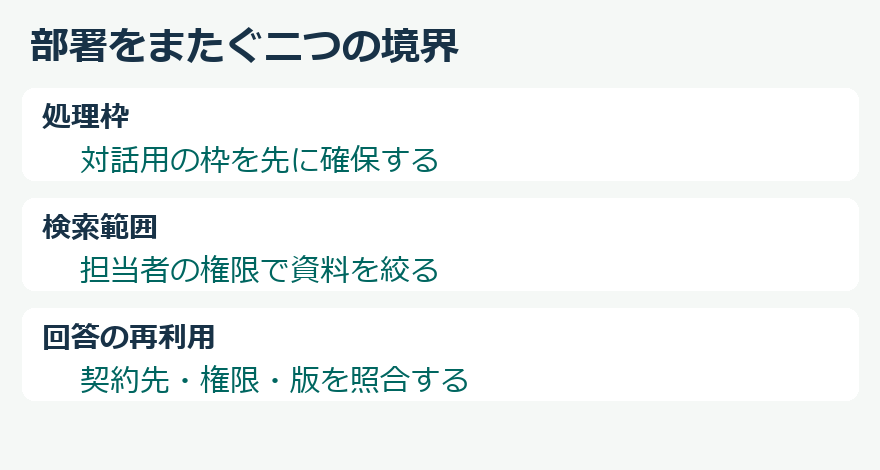 部署をまたぐ二つの境界
処理枠
対話用の枠を先に確保する
検索範囲
担当者の権限で資料を絞る
回答の再利用
契約先・権限・版を照合する